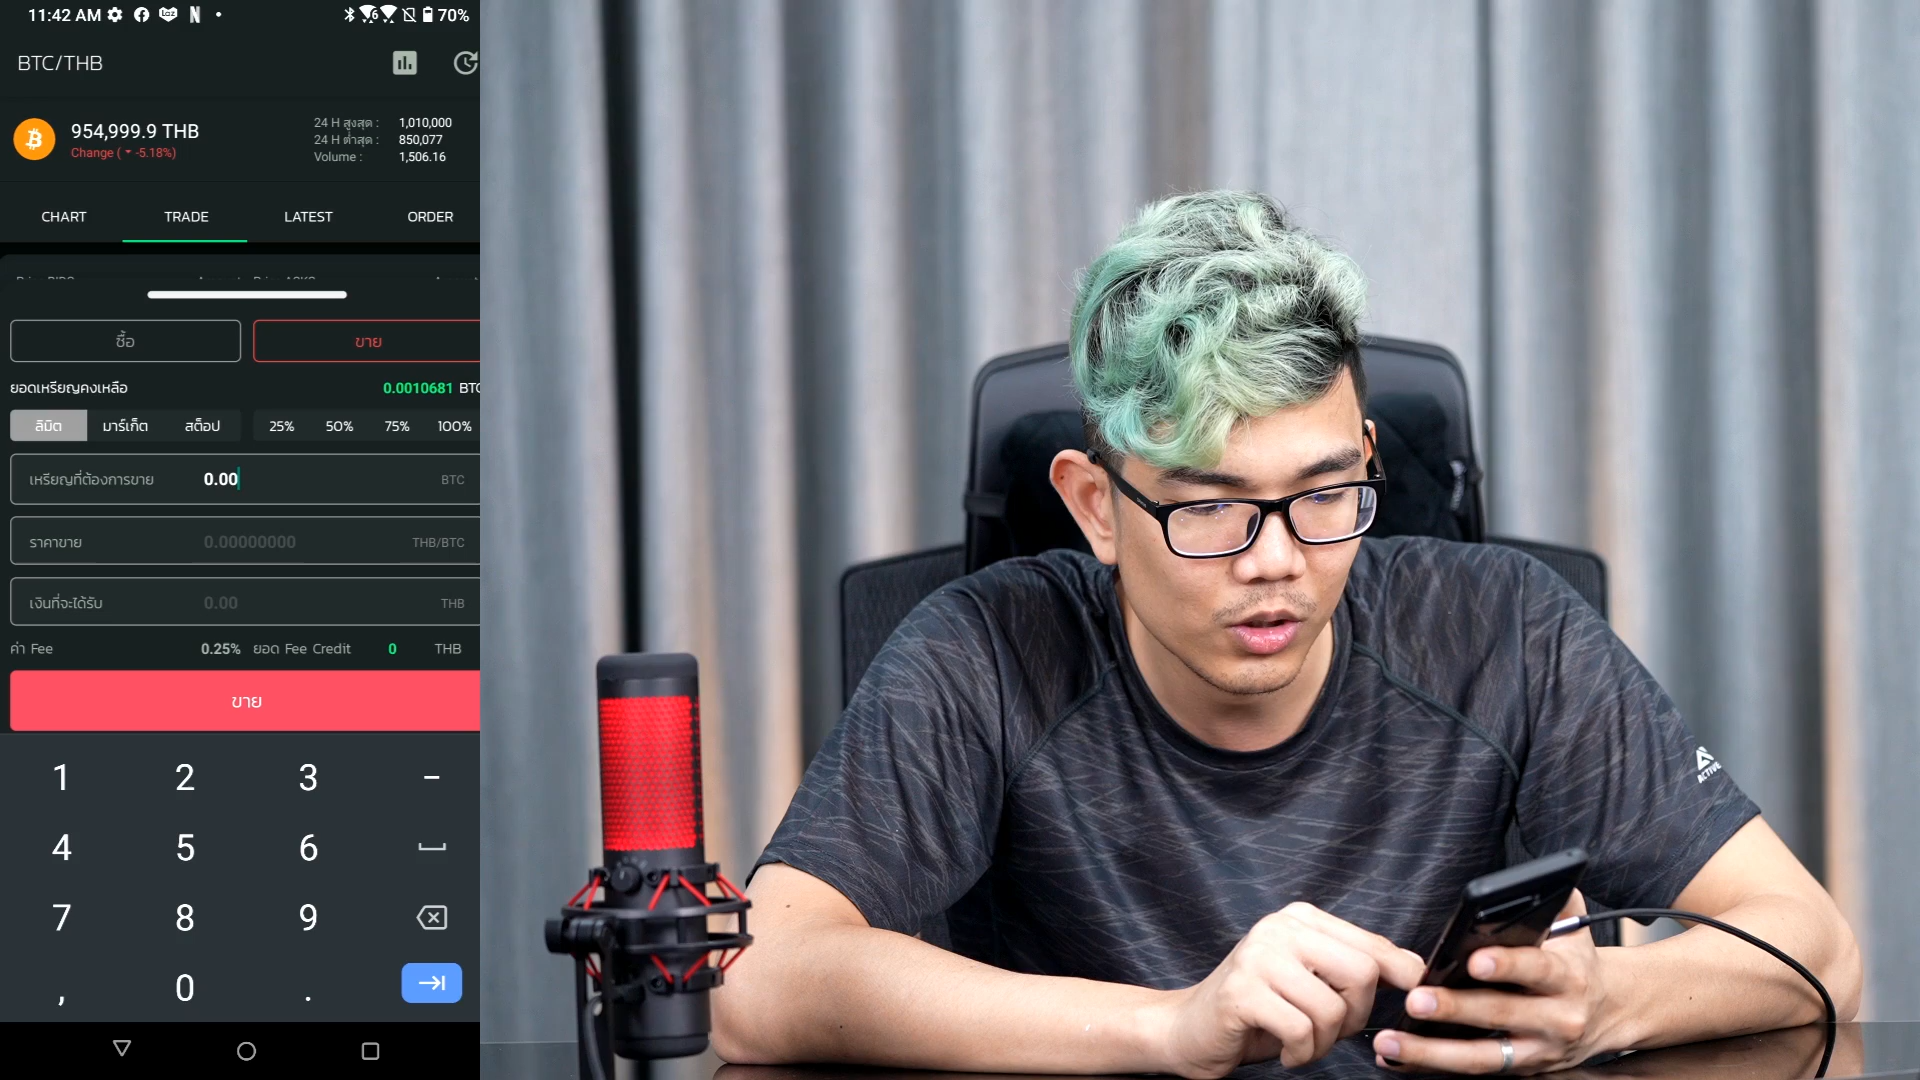 11:42 AM
70%
BTC/THB
954,999.9 THB
Change ( -5.18%)
24 H สูงสุด : 1,010,000
24 H ต่ำสุด : 850,077
Volume : 1,506.16
CHART TRADE LATEST ORDER
ซื้อ ขาย
ยอดเหรียญคงเหลือ 0.0010681 BTC
ลิมิต มาร์เก็ต สต็อป 25% 50% 75% 100%
เหรียญที่ต้องการขาย 0.00 BTC
ราคาขาย 0.00000000 THB/BTC
เงินที่จะได้รับ 0.00 THB
ค่า Fee 0.25% ยอด Fee Credit 0 THB
ขาย
1 2 3 -
4 5 6
7 8 9
, 0 .
ACTIVE